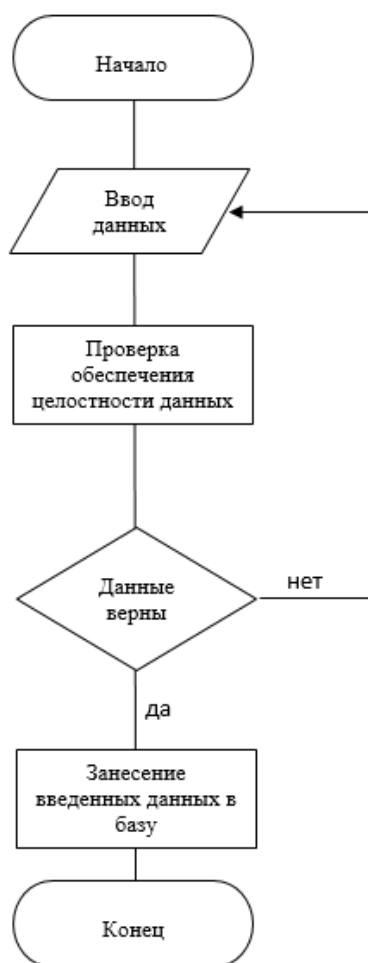 Начало
Ввод
данных
Проверка
обеспечения
целостности данных
Данные
верны
нет
да
Занесение
введенных данных в
базу
Конец